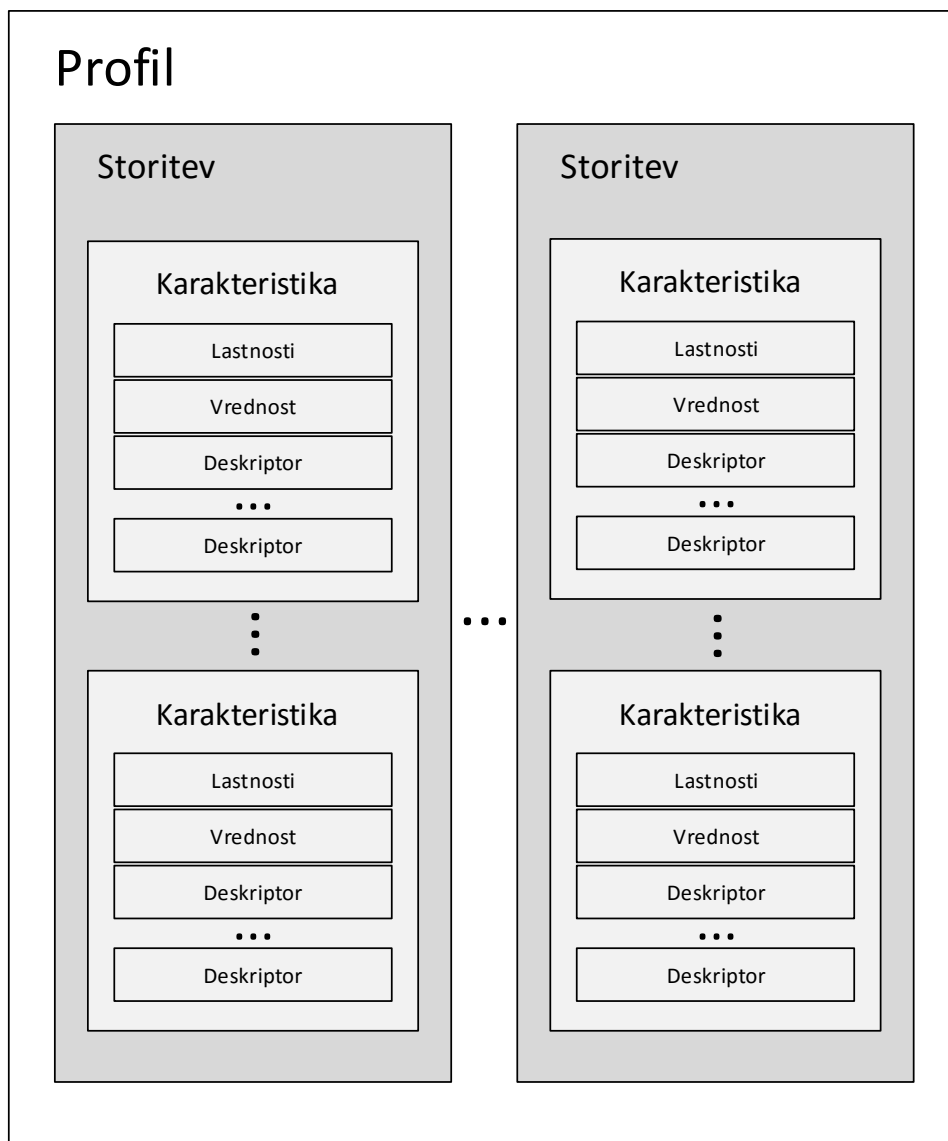 Profil
Storitev
Karakteristika
Lastnosti
Vrednost
Deskriptor
...
Deskriptor
Karakteristika
Lastnosti
Vrednost
Deskriptor
...
Deskriptor
...
Storitev
Karakteristika
Lastnosti
Vrednost
Deskriptor
...
Deskriptor
Karakteristika
Lastnosti
Vrednost
Deskriptor
...
Deskriptor